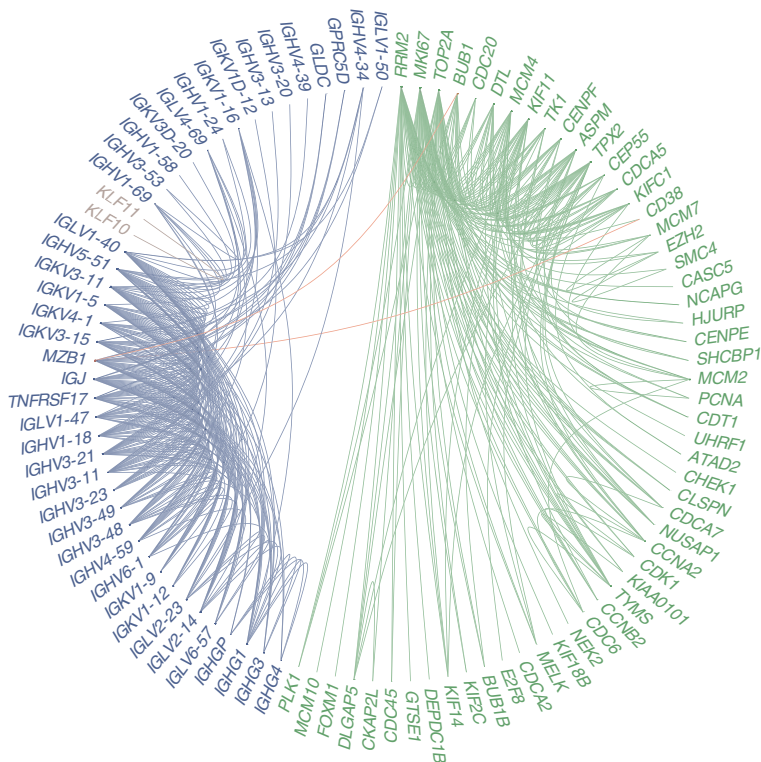 RRM2
MKI67
TOP2A
BUB1
CDC20
DTL
MCM4
KIF11
TK1
CENPF
ASPM
TPX2
CEP55
CDCA5
KIFC1
CD38
MCM7
EZH2
SMC4
CASC5
NCAPG
HJURP
CENPE
SHCBP1
MCM2
PCNA
CDT1
UHRF1
ATAD2
CHEK1
CLSPN
CDCA7
NUSAP1
CCNA2
CDK1
KIAA0101
TYMS
CCNB2
CDC6
NEK2
KIF18B
MELK
CDCA2
E2F8
BUB1B
KIF2C
KIF14
DEPDC1B
GTSE1
CDC45
CKAP2L
DLGAP5
FOXM1
MCM10
PLK1
IGHG4
IGHG3
IGHG1
IGHGP
IGLV6-57
IGLV2-14
IGLV2-23
IGKV1-12
IGKV1-9
IGHV6-1
IGHV4-59
IGHV3-48
IGHV3-49
IGHV3-23
IGHV3-11
IGHV3-21
IGHV1-18
IGLV1-47
TNFRSF17
IGJ
MZB1
IGKV3-15
IGKV4-1
IGKV1-5
IGKV3-11
IGHV5-51
IGLV1-40
KLF10
KLF11
IGHV1-69
IGHV3-53
IGHV1-58
IGKV3D-20
IGLV4-69
IGHV1-24
IGKV1-16
IGKV1D-12
IGHV3-13
IGHV3-20
IGHV4-39
GLDC
GPRC5D
IGHV4-34
IGLV1-50